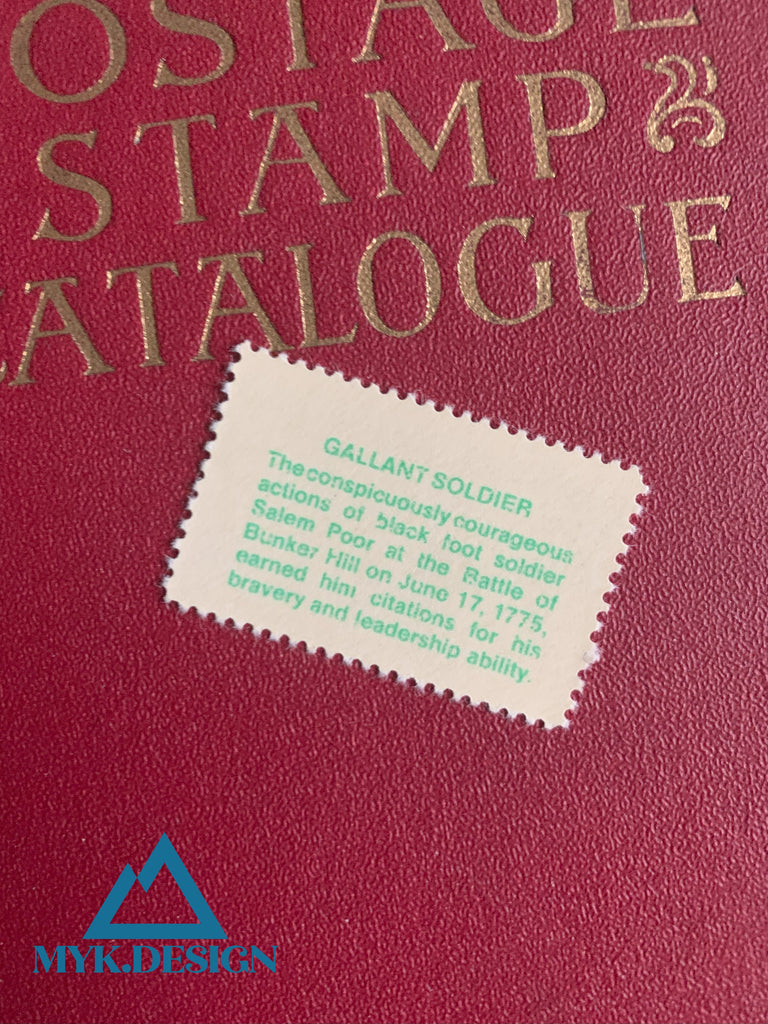 OSTAGE
STAMP &
CATALOGUE
GALLANT SOLDIER
The conspicuously courageous
actions of black foot soldier
Salem Poor at the Battle of
Bunker Hill on June 17, 1775,
earned him citations for his
bravery and leadership ability.
MYK.DESIGN